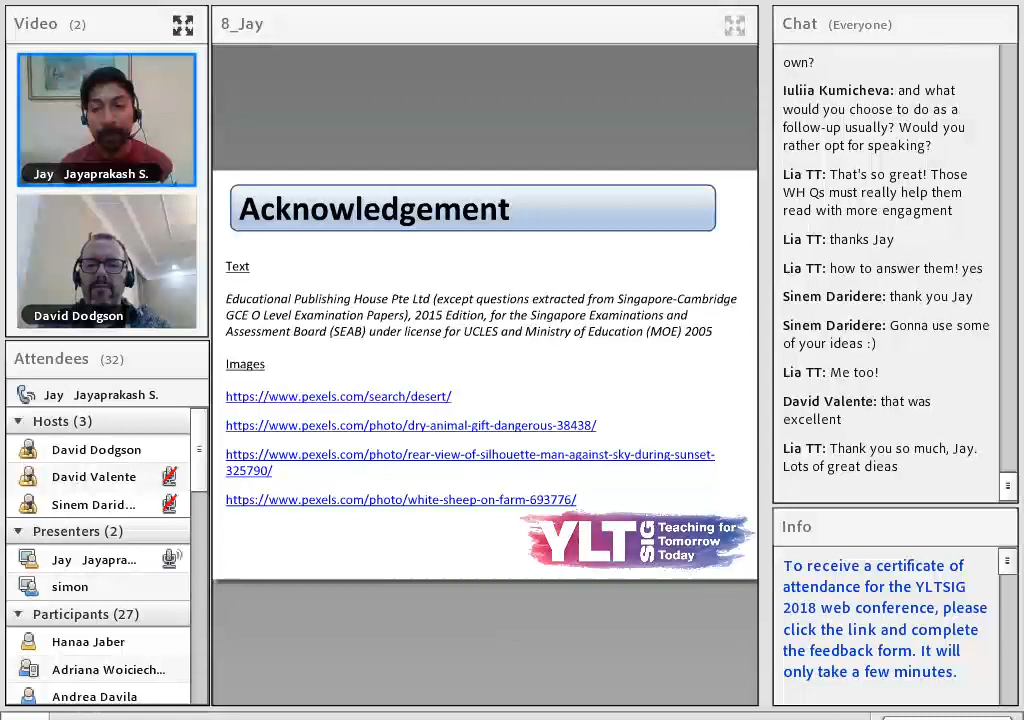 Video (2)
Jay Jayaprakash S.
David Dodgson
Attendees (32)
Jay Jayaprakash S.
Hosts (3)
David Dodgson
David Valente
Sinem Darid...
Presenters (2)
Jay Jayapra...
simon
Participants (27)
Hanaa Jaber
Adriana Woiciech...
Andrea Davila
8_Jay
Acknowledgement
Text
Educational Publishing House Pte Ltd (except questions extracted from Singapore-Cambridge
GCE O Level Examination Papers), 2015 Edition, for the Singapore Examinations and
Assessment Board (SEAB) under license for UCLES and Ministry of Education (MOE) 2005
Images
https://www.pexels.com/search/desert/
https://www.pexels.com/photo/dry-animal-gift-dangerous-38438/
https://www.pexels.com/photo/rear-view-of-silhouette-man-against-sky-during-sunset-
325790/
https://www.pexels.com/photo/white-sheep-on-farm-693776/
YLT SIG Teaching for
Tomorrow
Today
Chat (Everyone)
own?
Iuliia Kumicheva: and what
would you choose to do as a
follow-up usually? Would you
rather opt for speaking?
Lia TT: That's so great! Those
WH Qs must really help them
read with more engagment
Lia TT: thanks Jay
Lia TT: how to answer them! yes
Sinem Daridere: thank you Jay
Sinem Daridere: Gonna use some
of your ideas :)
Lia TT: Me too!
David Valente: that was
excellent
Lia TT: Thank you so much, Jay.
Lots of great dieas
Info
To receive a certificate of
attendance for the YLTSIG
2018 web conference, please
click the link and complete
the feedback form. It will
only take a few minutes.